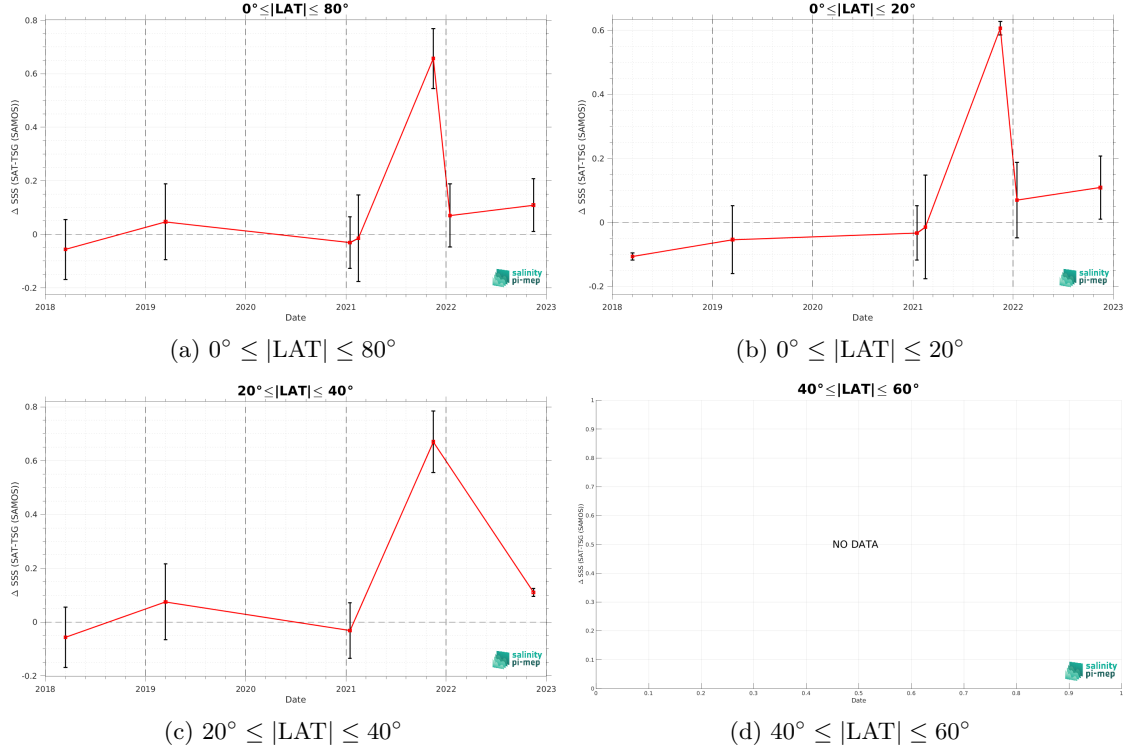 0°≤|LAT|≤ 80°
Δ SSS (SAT-TSG (SAMOS))
0.8
0.6
0.4
0.2
0
-0.2
2018
2019
2020
2021
2022
2023
Date
salinity
pi-mep
(a) 0° ≤ |LAT| ≤ 80°
0°≤|LAT|≤ 20°
Δ SSS (SAT-TSG (SAMOS))
0.6
0.4
0.2
0
-0.2
2018
2019
2020
2021
2022
2023
Date
salinity
pi-mep
(b) 0° ≤ |LAT| ≤ 20°
20°≤|LAT|≤ 40°
Δ SSS (SAT-TSG (SAMOS))
0.8
0.6
0.4
0.2
0
-0.2
2018
2019
2020
2021
2022
2023
Date
salinity
pi-mep
(c) 20° ≤ |LAT| ≤ 40°
40°≤|LAT|≤ 60°
Δ SSS (SAT-TSG (SAMOS))
1
0.9
0.8
0.7
0.6
0.5
0.4
0.3
0.2
0.1
0
NO DATA
0
0.1
0.2
0.3
0.4
0.5
0.6
0.7
0.8
0.9
1
Date
salinity
pi-mep
(d) 40° ≤ |LAT| ≤ 60°